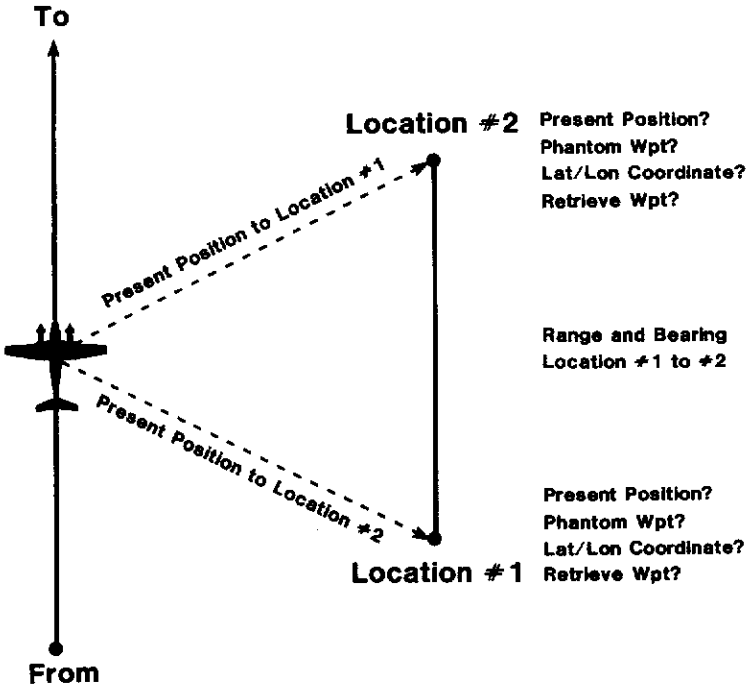 To
Location #2
Present Position?
Phantom Wpt?
Lat/Lon Coordinate?
Retrieve Wpt?
Present Position to Location #1
Range and Bearing
Location #1 to #2
Present Position to Location #2
Present Position?
Phantom Wpt?
Lat/Lon Coordinate?
Location #1
Retrieve Wpt?
From